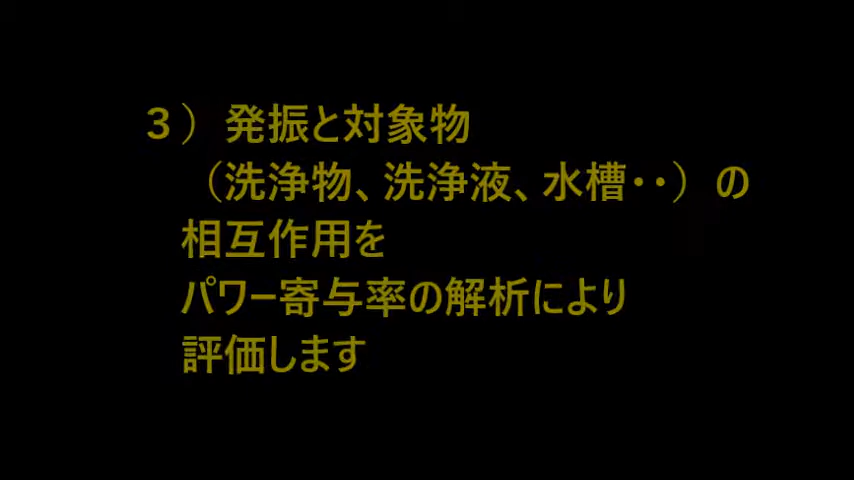 ３）発振と対象物
（洗浄物、洗浄液、水槽・・）の
相互作用を
パワー寄与率の解析により
評価します